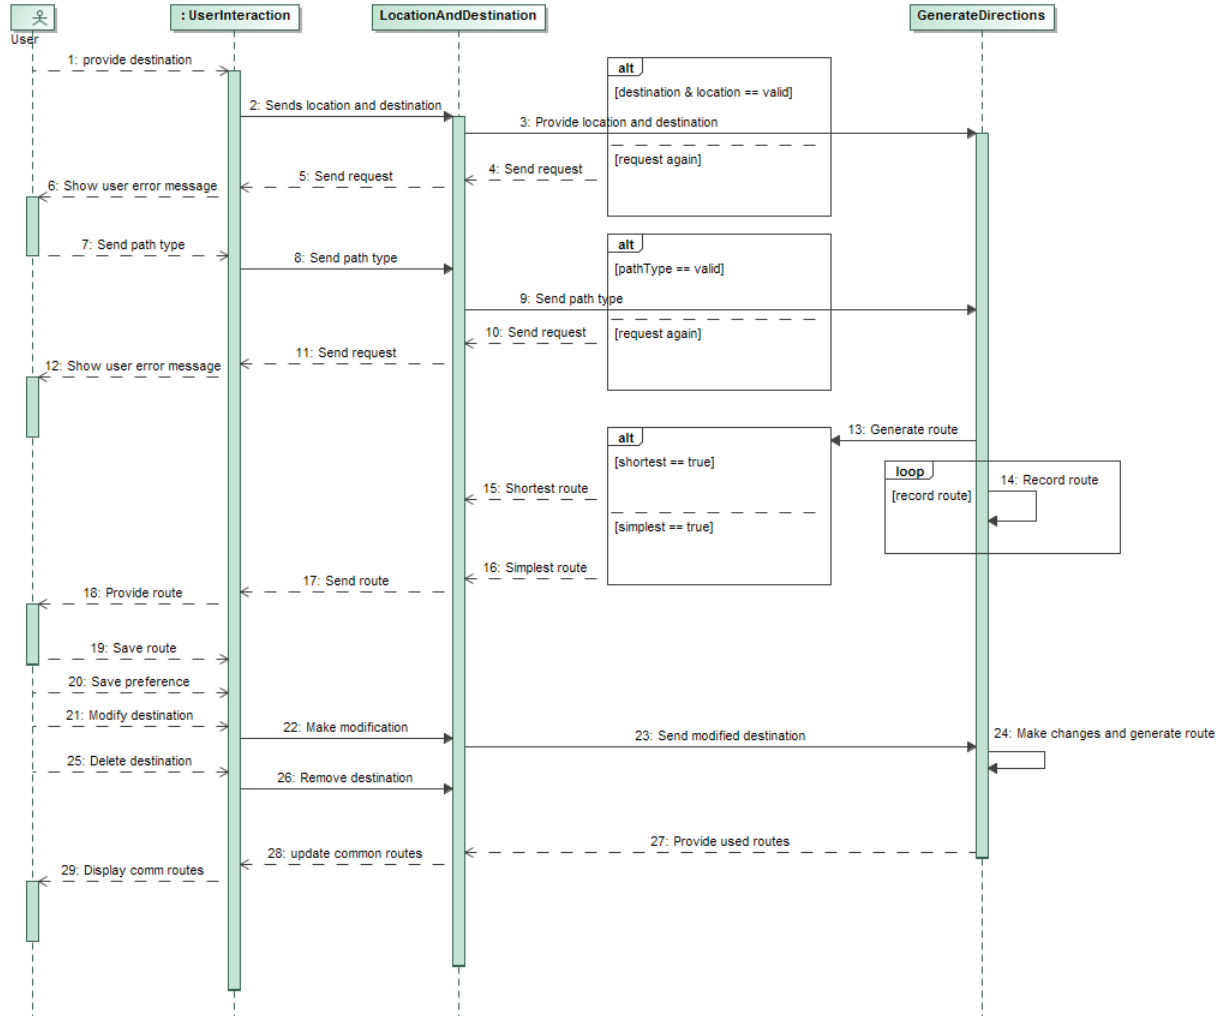 : UserInteraction
LocationAndDestination
GenerateDirections
User
1: provide destination
alt
[destination & location == valid]
2: Sends location and destination
3: Provide location and destination
[request again]
4: Send request
5: Send request
6: Show user error message
7: Send path type
alt
8: Send path type
[pathType == valid]
9: Send path type
10: Send request
[request again]
11: Send request
12: Show user error message
13: Generate route
alt
[shortest == true]
loop
14: Record route
15: Shortest route
[record route]
[simplest == true]
16: Simplest route
17: Send route
18: Provide route
19: Save route
20: Save preference
21: Modify destination
22: Make modification
23: Send modified destination
24: Make changes and generate route
25: Delete destination
26: Remove destination
27: Provide used routes
28: update common routes
29: Display comm routes